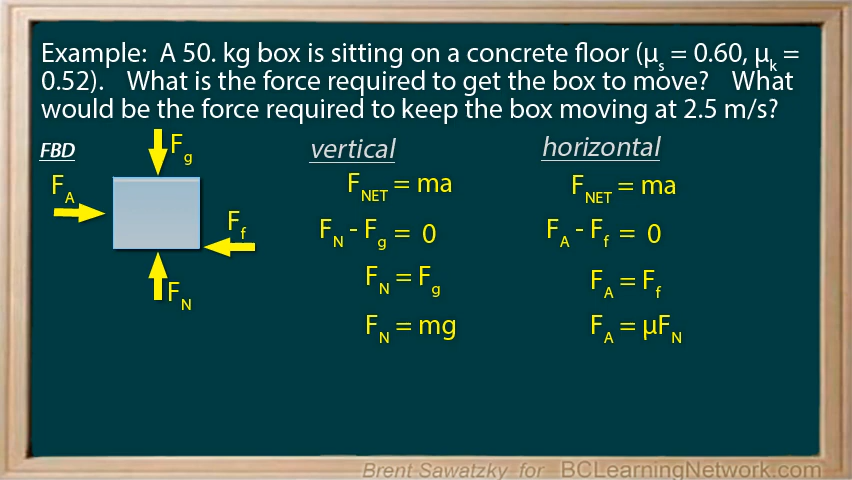 Example: A 50. kg box is sitting on a concrete floor (μs = 0.60, μk =
0.52). What is the force required to get the box to move? What
would be the force required to keep the box moving at 2.5 m/s?
FBD
Fg
FA
Ff
FN
vertical
FNET = ma
FN - Fg = 0
FN = Fg
FN = mg
horizontal
FNET = ma
FA - Ff = 0
FA = Ff
FA = μFN
Brent Sawatzky for BCLearningNetwork.com